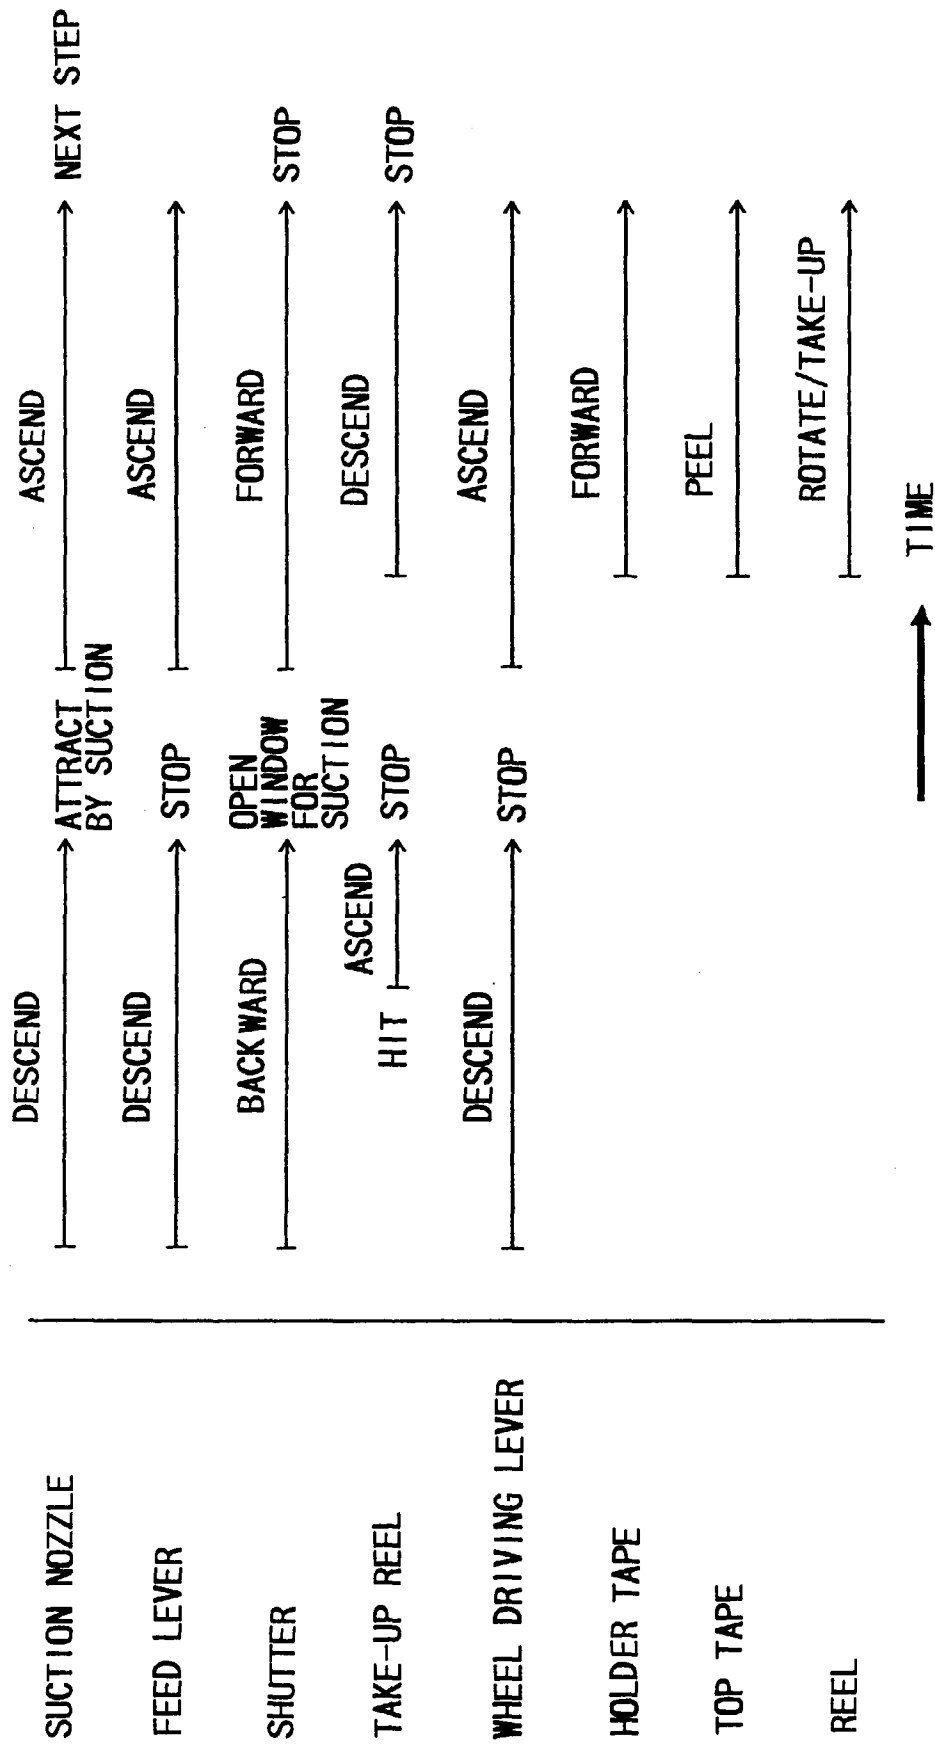 SUCTION NOZZLE
DESCEND
ATTRACT
BY SUCTION
ASCEND
NEXT STEP
FEED LEVER
DESCEND
STOP
ASCEND
SHUTTER
BACKWARD
OPEN
WINDOW
FOR
SUCTION
FORWARD
STOP
TAKE-UP REEL
HIT
ASCEND
STOP
DESCEND
STOP
WHEEL DRIVING LEVER
DESCEND
STOP
ASCEND
HOLDER TAPE
FORWARD
TOP TAPE
PEEL
REEL
ROTATE/TAKE-UP
TIME